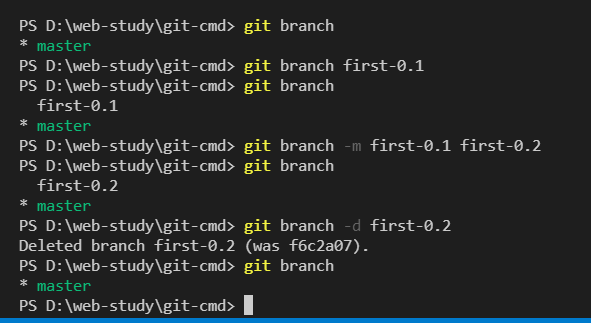 PS D:\web-study\git-cmd> git branch
* master
PS D:\web-study\git-cmd> git branch first-0.1
PS D:\web-study\git-cmd> git branch
  first-0.1
* master
PS D:\web-study\git-cmd> git branch -m first-0.1 first-0.2
PS D:\web-study\git-cmd> git branch
  first-0.2
* master
PS D:\web-study\git-cmd> git branch -d first-0.2
Deleted branch first-0.2 (was f6c2a07).
PS D:\web-study\git-cmd> git branch
* master
PS D:\web-study\git-cmd>